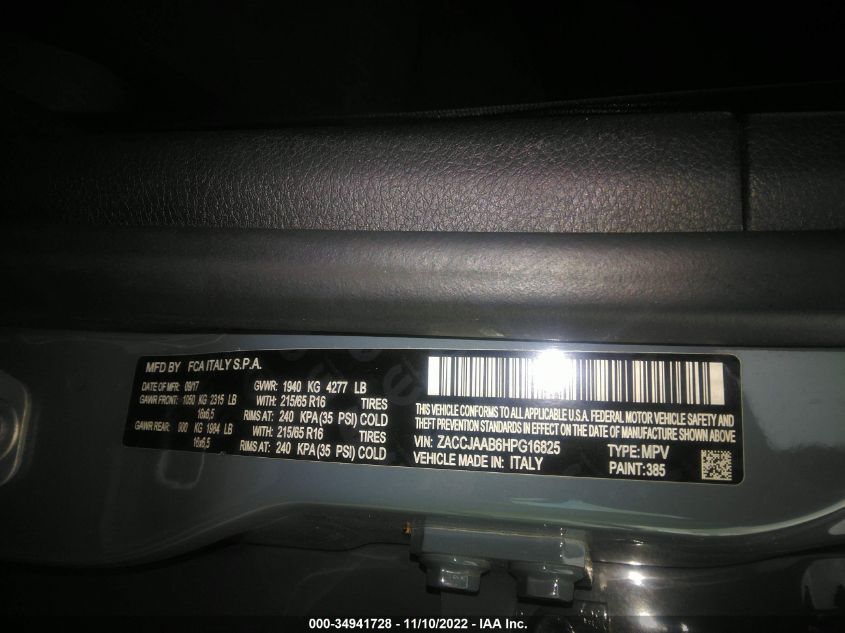 MFD BY FCA ITALY S.P.A.
DATE OF MFR: 09/17 GVWR: 1940 KG 4277 LB
GAWR FRONT: 1050 KG 2315 LB WITH: 215/65 R16 TIRES
16x6,5 RIMS AT: 240 KPA(35 PSI) COLD
GAWR REAR: 900 KG 1984 LB WITH: 215/65 R16 TIRES
16x6,5 RIMS AT: 240 KPA(35 PSI) COLD
THIS VEHICLE CONFORMS TO ALL APPLICABLE U.S.A. FEDERAL MOTOR VEHICLE SAFETY AND
THEFT PREVENTION STANDARDS IN EFFECT ON THE DATE OF MANUFACTURE SHOWN ABOVE.
VIN: ZACCJAAB6HPG16825 TYPE: MPV
VEHICLE MADE IN: ITALY PAINT: 385
000-34941728 - 11/10/2022 - IAA Inc.